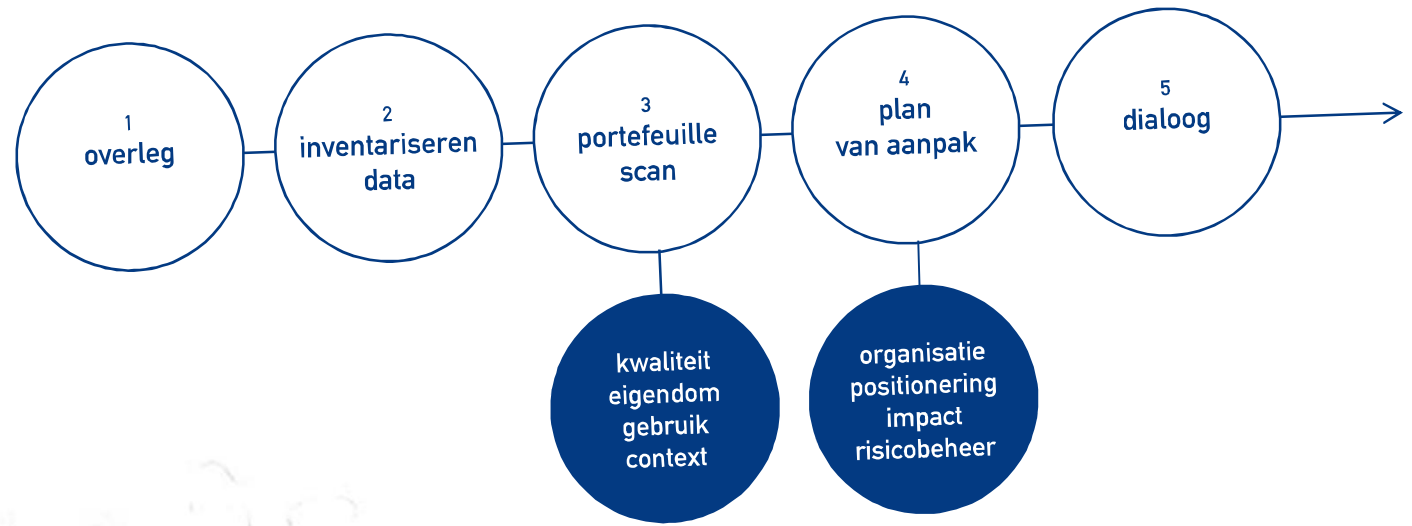 1
overleg
2
inventariseren
data
3
portefeuille
scan
4
plan
van aanpak
5
dialoog
kwaliteit
eigendom
gebruik
context
organisatie
positionering
impact
risicobeheer